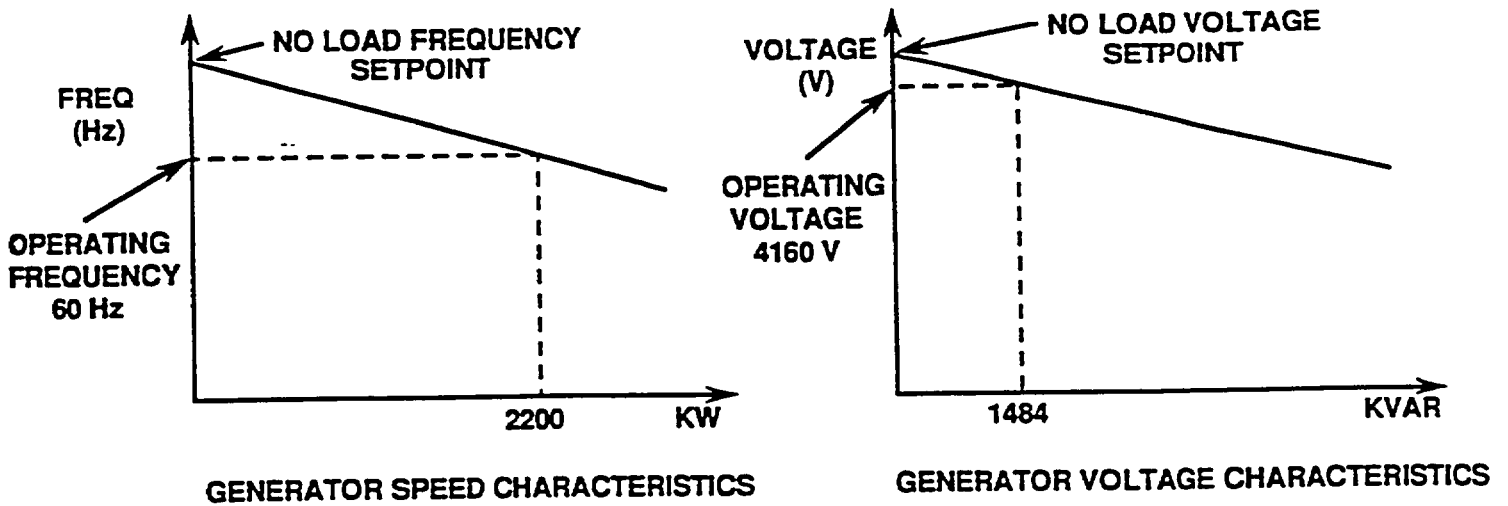 NO LOAD FREQUENCY
SETPOINT
FREQ
(Hz)
OPERATING
FREQUENCY
60 Hz
2200
KW
GENERATOR SPEED CHARACTERISTICS
NO LOAD VOLTAGE
SETPOINT
VOLTAGE
(V)
OPERATING
VOLTAGE
4160 V
1484
KVAR
GENERATOR VOLTAGE CHARACTERISTICS